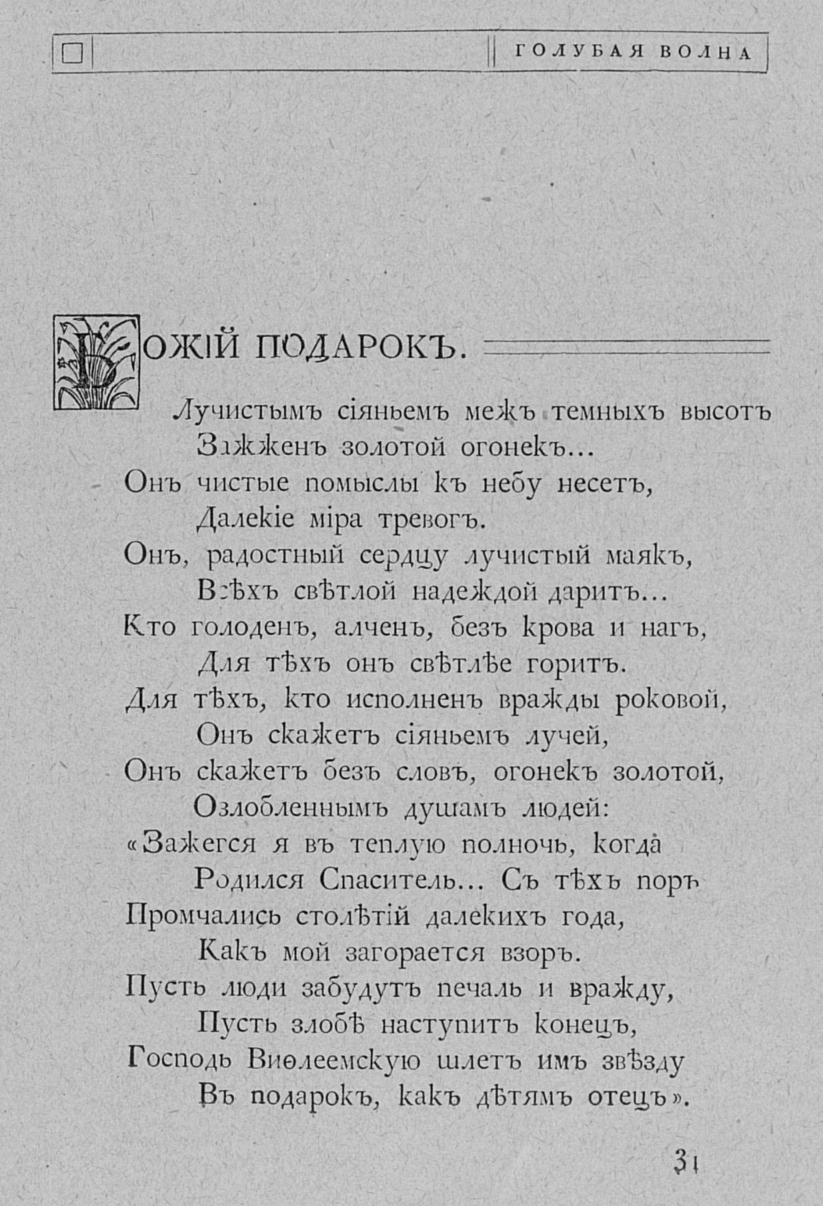 ГОЛУБАЯ ВОЛНА
БОЖІЙ ПОДАРОКЪ.
Лучистымъ сіяньемъ межъ темныхъ высотъ
Зажженъ золотой огонекъ...
Онъ чистые помыслы къ небу несетъ,
Далекіе міра тревогъ.
Онъ, радостный сердцу лучистый маякъ,
Всѣхъ свѣтлой надеждой даритъ...
Кто голоденъ, алченъ, безъ крова и нагъ,
Для тѣхъ онъ свѣтлѣе горитъ.
Для тѣхъ, кто исполненъ вражды роковой,
Онъ скажетъ сіяньемъ лучей,
Онъ скажетъ безъ словъ, огонекъ золотой,
Озлобленнымъ душамъ людей:
«Зажегся я въ теплую полночь, когда
Родился Спаситель... Съ тѣхъ поръ
Промчались столѣтій далекихъ года,
Какъ мой загорается взоръ.
Пусть люди забудутъ печаль и вражду,
Пусть злобѣ наступитъ конецъ,
Господь Виѳлеемскую шлетъ имъ звѣзду
Въ подарокъ, какъ дѣтямъ отецъ».
31